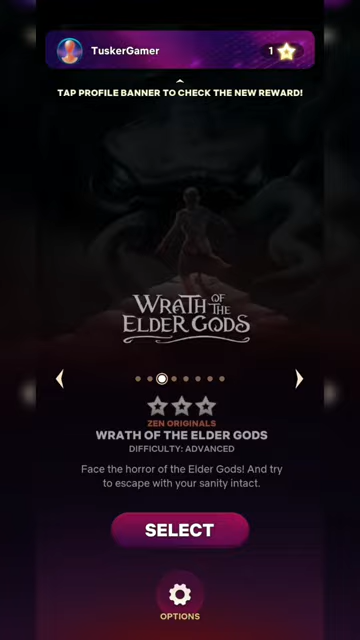 TuskerGamer
1
TAP PROFILE BANNER TO CHECK THE NEW REWARD!
WRATH OF THE
ELDER GODS
ZEN ORIGINALS
WRATH OF THE ELDER GODS
DIFFICULTY: ADVANCED
Face the horror of the Elder Gods! And try
to escape with your sanity intact.
SELECT
OPTIONS